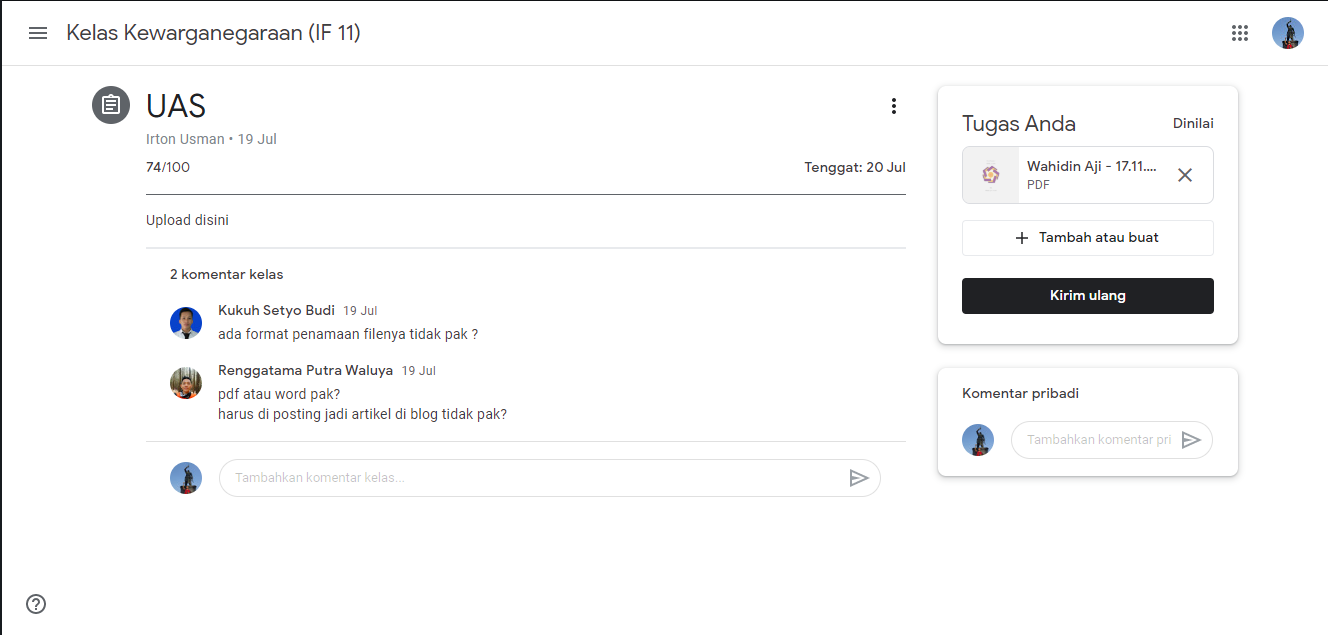 Kelas Kewarganegaraan (IF 11)
UAS
Irton Usman • 19 Jul
74/100
Tenggat: 20 Jul
Upload disini
2 komentar kelas
Kukuh Setyo Budi 19 Jul
ada format penamaan filenya tidak pak ?
Renggatama Putra Waluya 19 Jul
pdf atau word pak?
harus di posting jadi artikel di blog tidak pak?
Tambahkan komentar kelas...
Tugas Anda
Dinilai
Wahidin Aji - 17.11....
PDF
+ Tambah atau buat
Kirim ulang
Komentar pribadi
Tambahkan komentar pri